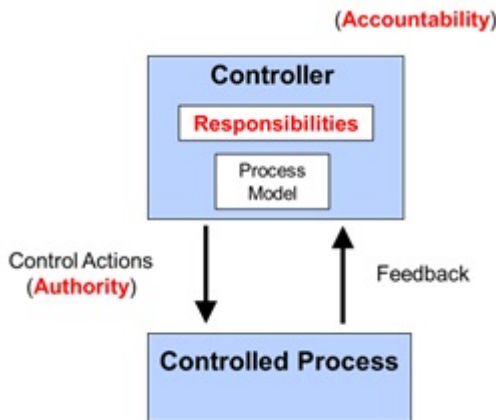 (Accountability)
Controller
Responsibilities
Process
Model
Control Actions
(Authority)
Feedback
Controlled Process